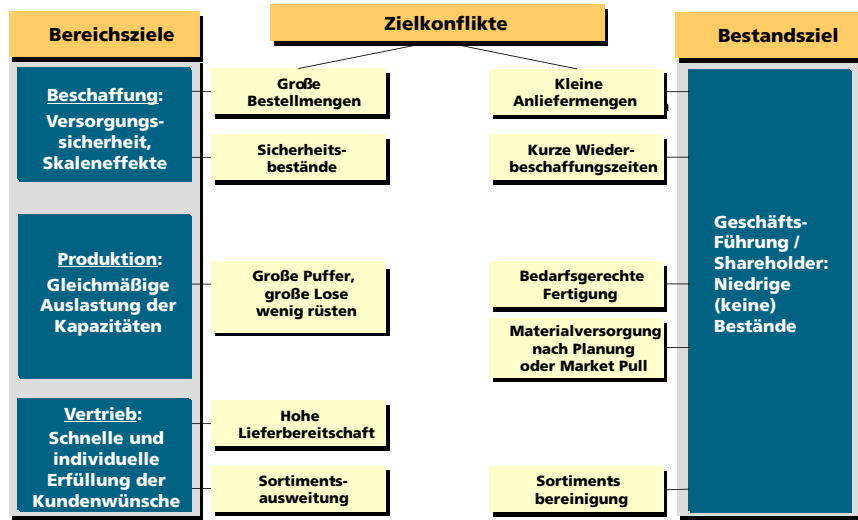 Bereichsziele
Zielkonflikte
Bestandsziel
Beschaffung:
Versorgungs-
sicherheit,
Skaleneffekte
Große
Bestellmengen
Sicherheits-
bestände
Kleine
Anliefermengen
Kurze Wieder-
beschaffungszeiten
Produktion:
Gleichmäßige
Auslastung der
Kapazitäten
Große Puffer,
große Lose
wenig rüsten
Bedarfsgerechte
Fertigung
Materialversorgung
nach Planung
oder Market Pull
Vertrieb:
Schnelle und
individuelle
Erfüllung der
Kundenwünsche
Hohe
Lieferbereitschaft
Sortiments-
ausweitung
Sortiments
bereinigung
Geschäfts-
Führung /
Shareholder:
Niedrige
(keine)
Bestände